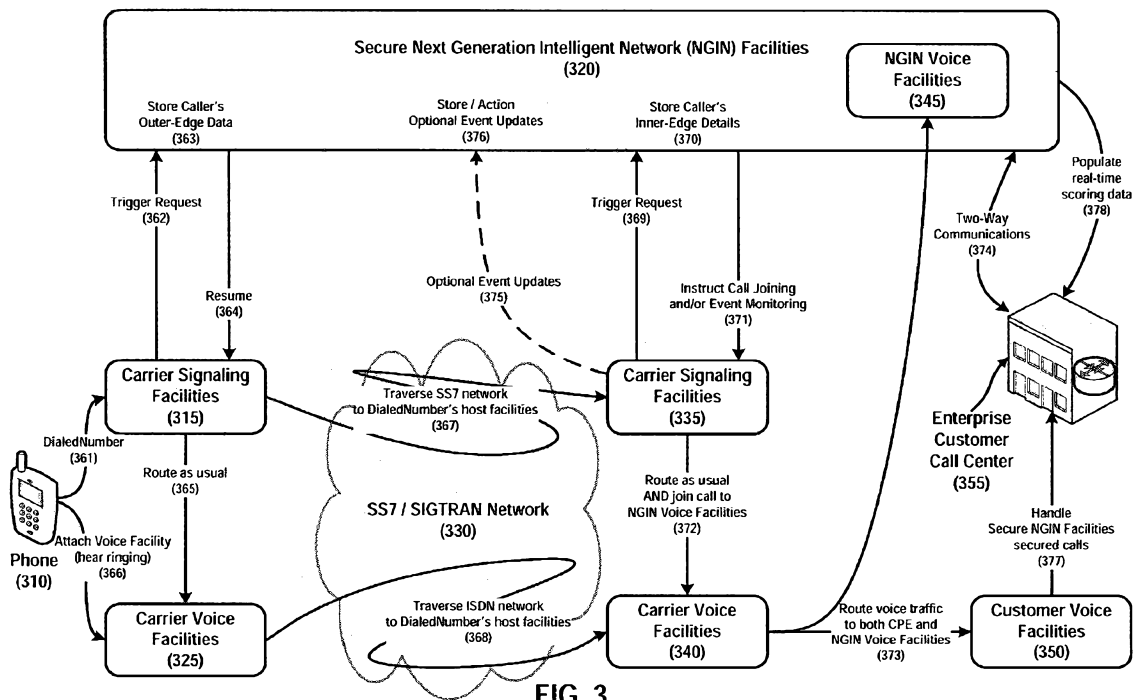 Secure Next Generation Intelligent Network (NGIN) Facilities
(320)
NGIN Voice
Facilities
(345)
Store Caller's
Outer-Edge Data
(363)
Store / Action
Optional Event Updates
(376)
Store Caller's
Inner-Edge Details
(370)
Trigger Request
(362)
Resume
(364)
Optional Event Updates
(375)
Trigger Request
(369)
Instruct Call Joining
and/or Event Monitoring
(371)
Two-Way
Communications
(374)
Populate
real-time
scoring data
(378)
Carrier Signaling
Facilities
(315)
Traverse SS7 network
to DialedNumber's host facilities
(367)
Carrier Signaling
Facilities
(335)
Enterprise
Customer
Call Center
(355)
DialedNumber
(361)
Route as usual
(365)
Phone
(310)
Attach Voice Facility
(hear ringing)
(366)
SS7 / SIGTRAN Network
(330)
Route as usual
AND join call to
NGIN Voice Facilities
(372)
Handle
Secure NGIN Facilities
secured calls
(377)
Carrier Voice
Facilities
(325)
Traverse ISDN network
to DialedNumber's host facilities
(368)
Carrier Voice
Facilities
(340)
Route voice traffic
to both CPE and
NGIN Voice Facilities
(373)
Customer Voice
Facilities
(350)
FIG. 3